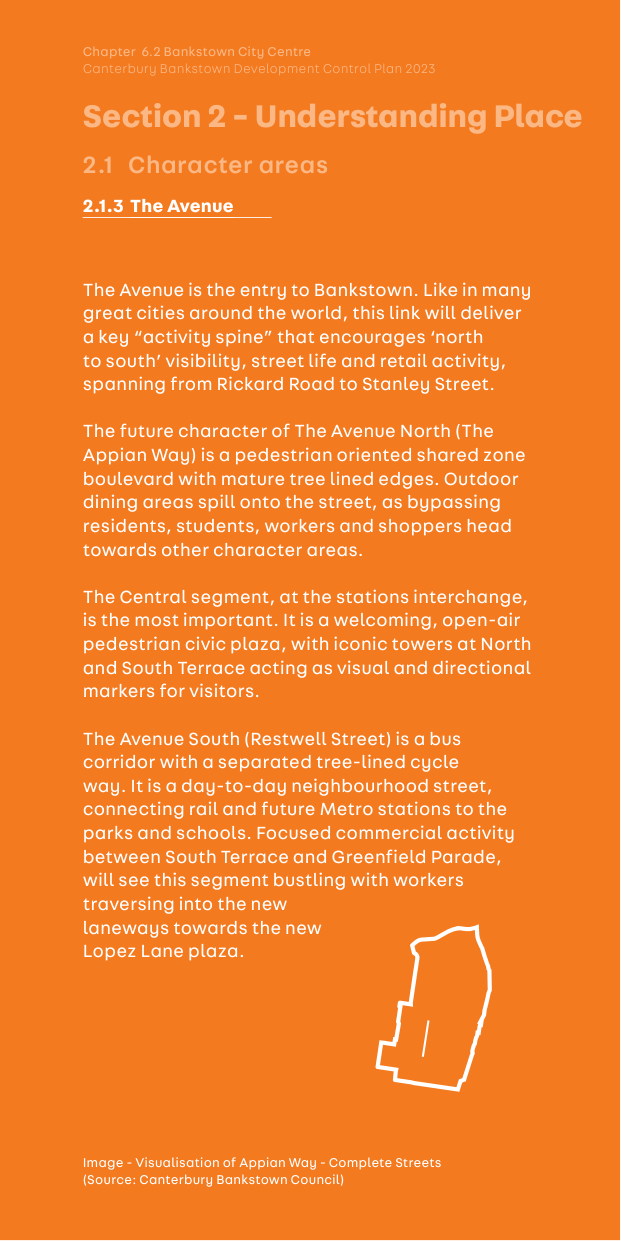 Chapter 6.2 Bankstown City Centre
Canterbury Bankstown Development Control Plan 2023
Section 2 - Understanding Place
2.1 Character areas
2.1.3 The Avenue
The Avenue is the entry to Bankstown. Like in many
great cities around the world, this link will deliver
a key “activity spine” that encourages ‘north
to south’ visibility, street life and retail activity,
spanning from Rickard Road to Stanley Street.
The future character of The Avenue North (The
Appian Way) is a pedestrian oriented shared zone
boulevard with mature tree lined edges. Outdoor
dining areas spill onto the street, as bypassing
residents, students, workers and shoppers head
towards other character areas.
The Central segment, at the stations interchange,
is the most important. It is a welcoming, open-air
pedestrian civic plaza, with iconic towers at North
and South Terrace acting as visual and directional
markers for visitors.
The Avenue South (Restwell Street) is a bus
corridor with a separated tree-lined cycle
way. It is a day-to-day neighbourhood street,
connecting rail and future Metro stations to the
parks and schools. Focused commercial activity
between South Terrace and Greenfield Parade,
will see this segment bustling with workers
traversing into the new
laneways towards the new
Lopez Lane plaza.
Image - Visualisation of Appian Way - Complete Streets
(Source: Canterbury Bankstown Council)